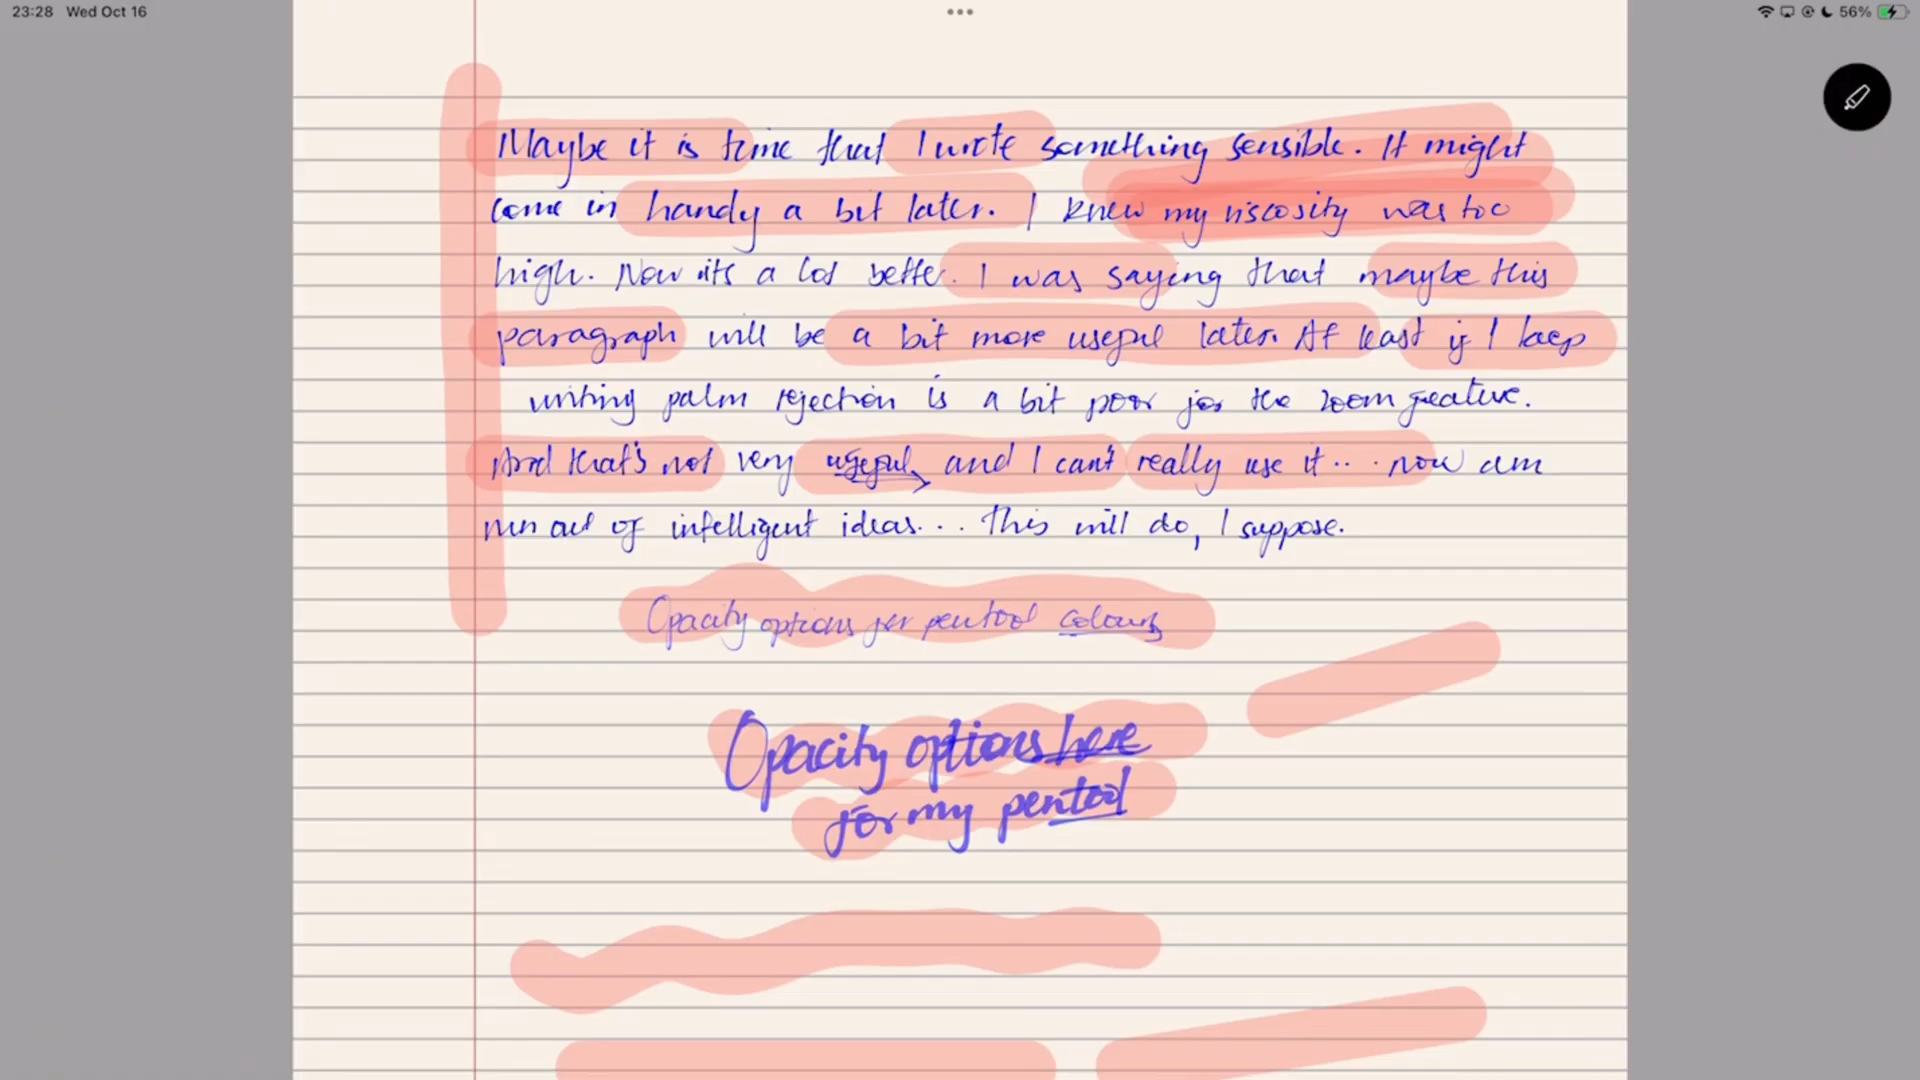 23:28 Wed Oct 16
56%
Maybe it is time that I wrote something sensible. It might
come in handy a bit later. I knew my viscosity was too
high. Now its a lot better. I was saying that maybe this
paragraph will be a bit more useful later. At least if I keep
writing palm rejection is a bit poor for the zoom feature.
And that's not very useful, and I can't really use it... now am
run out of intelligent ideas... This will do, I suppose.
Opacity options for pentool colours
Opacity options here
for my pentool